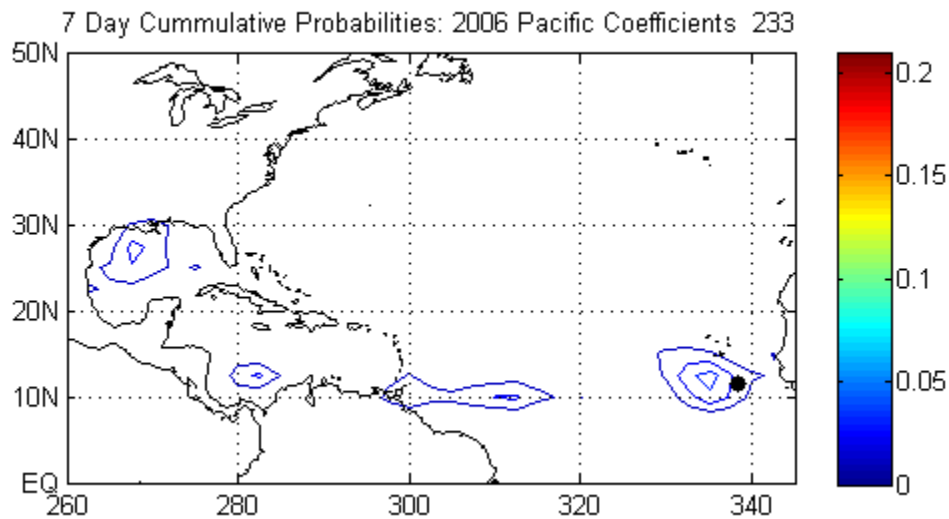 7 Day Cummulative Probabilities: 2006 Pacific Coefficients 233
50N
40N
30N
20N
10N
EQ
260 280 300 320 340
0.2
0.15
0.1
0.05
0